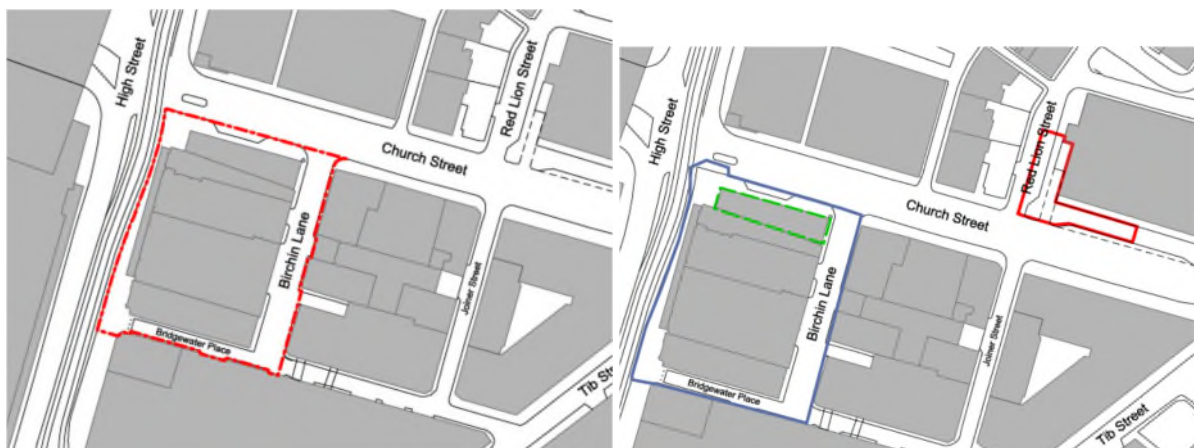 High Street
Red Lion Street
Church Street
Birchin Lane
Joiner Street
Bridgewater Place
Tib Str
High Street
Red Lion Street
Church Street
Birchin Lane
Joiner Street
Bridgewater Place
Tib Street